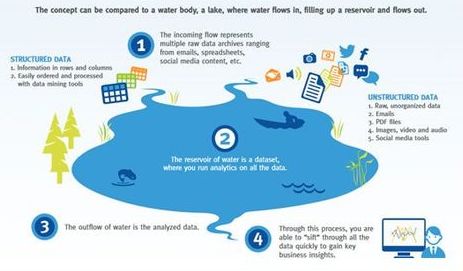 The concept can be compared to a water body, a lake, where water flows in, filling up a reservoir and flows out.
1
The incoming flow represents
multiple raw data archives ranging
from emails, spreadsheets,
social media content, etc.
STRUCTURED DATA
1. Information in rows and columns
2. Easily ordered and processed
with data mining tools
UNSTRUCTURED DATA
1. Raw, unorganized data
2. Emails
3. PDF files
4. Images, video and audio
5. Social media tools
2
The reservoir of water is a dataset,
where you run analytics on all the data.
3
The outflow of water is the analyzed data.
4
Through this process, you are
able to "sift" through all the
data quickly to gain key
business insights.